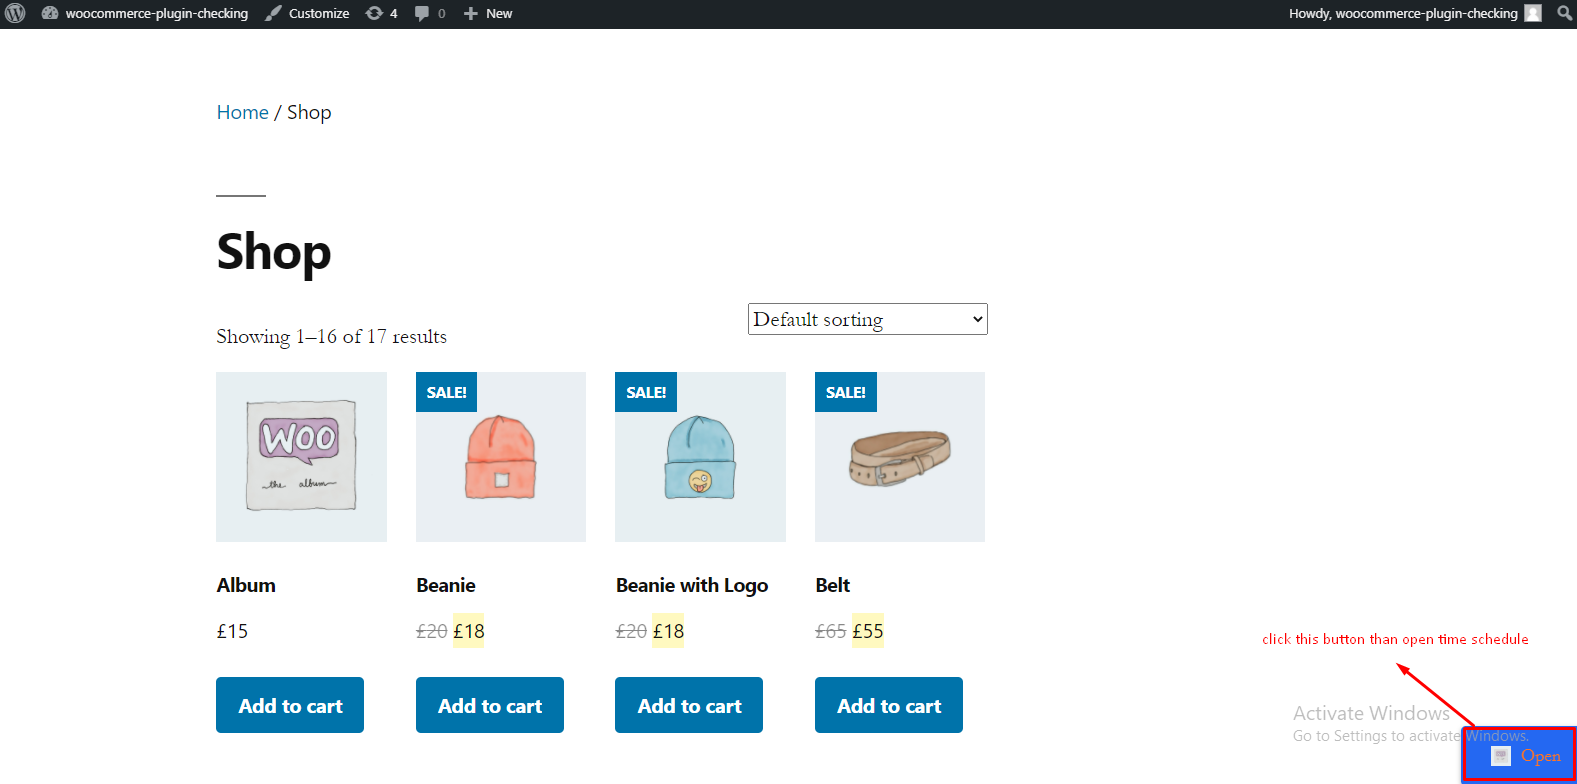 woocommerce-plugin-checking Customize 4 0 New Howdy, woocommerce-plugin-checking
Home / Shop
Shop
Showing 1–16 of 17 results
Default sorting
WOO
the album
SALE!
SALE!
SALE!
Album
Beanie
Beanie with Logo
Belt
£15
£20 £18
£20 £18
£65 £55
Add to cart
Add to cart
Add to cart
Add to cart
click this button than open time schedule
Activate Windows
Go to Settings to activate Windows.
Open